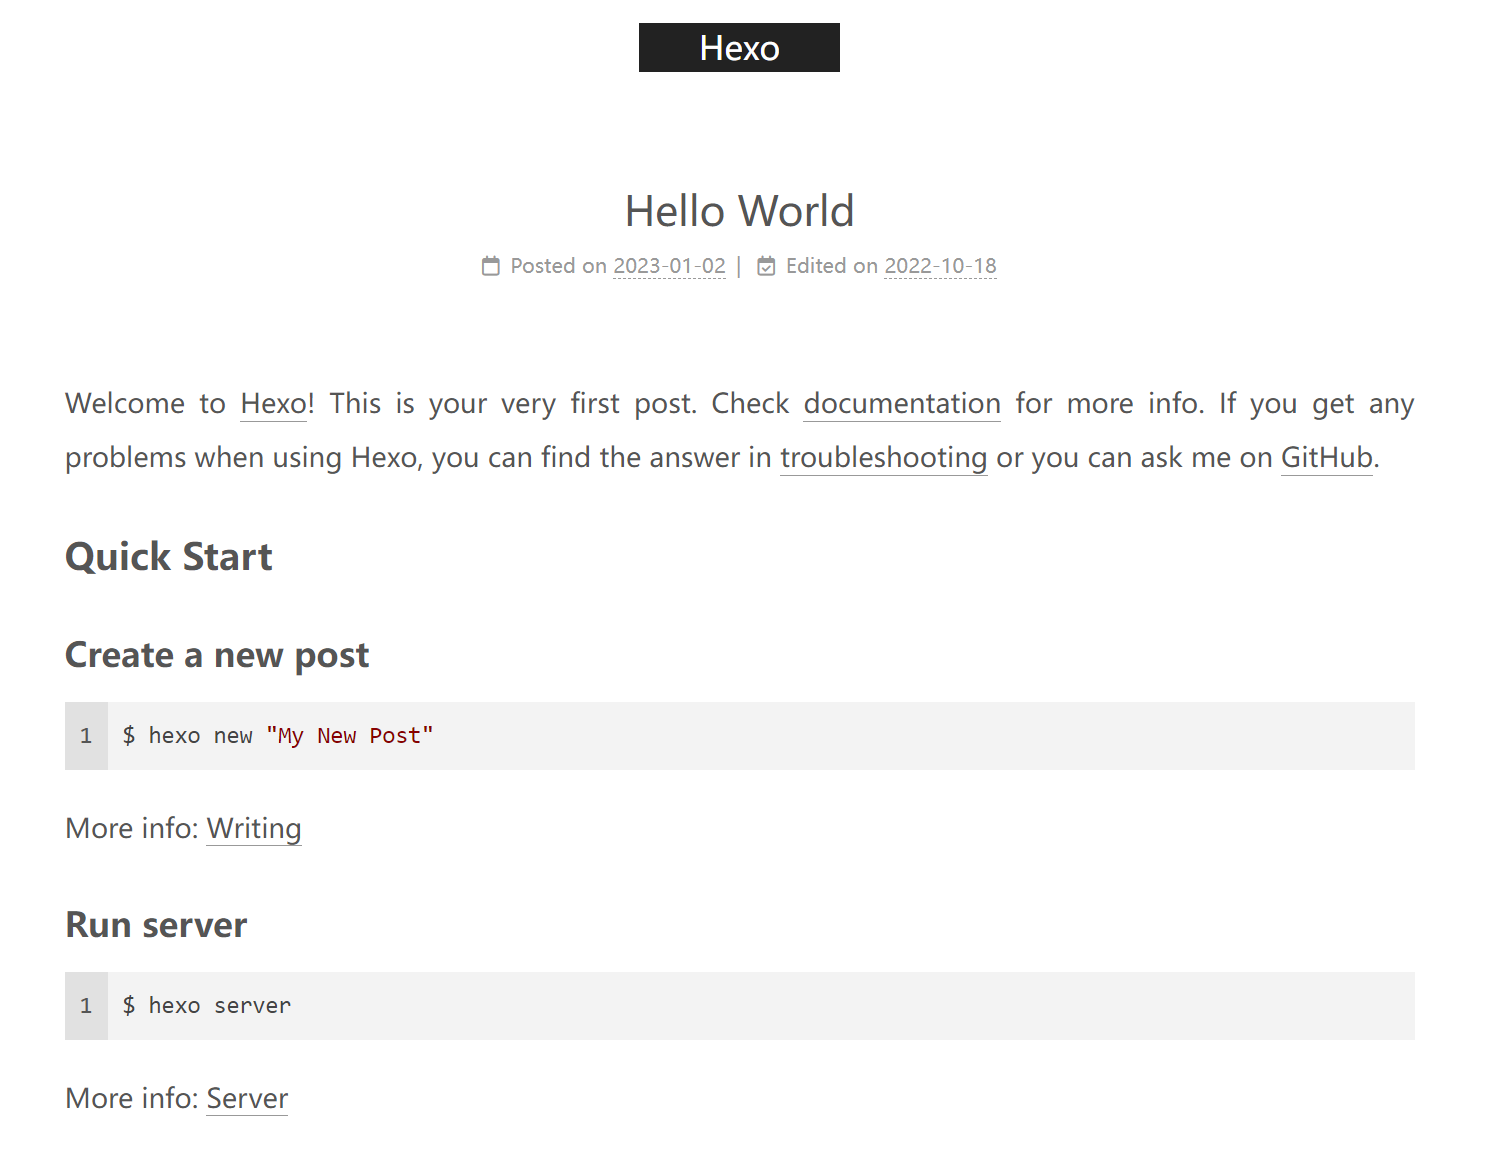 Hexo
Hello World
Posted on 2023-01-02 | Edited on 2022-10-18
Welcome to Hexo! This is your very first post. Check documentation for more info. If you get any
problems when using Hexo, you can find the answer in troubleshooting or you can ask me on GitHub.
Quick Start
Create a new post
1 $ hexo new "My New Post"
More info: Writing
Run server
1 $ hexo server
More info: Server